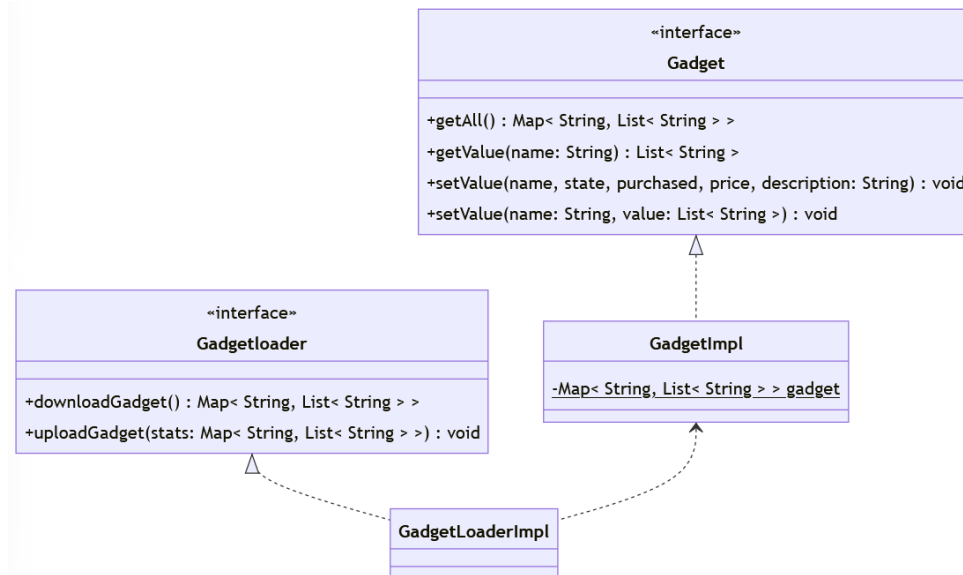 «interface»
Gadget
+getAll() : Map< String, List< String > >
+getValue(name: String) : List< String >
+setValue(name, state, purchased, price, description: String) : void
+setValue(name: String, value: List< String >) : void
«interface»
Gadgetloader
+downloadGadget() : Map< String, List< String > >
+uploadGadget(stats: Map< String, List< String > >) : void
GadgetImpl
-Map< String, List< String > > gadget
GadgetLoaderImpl